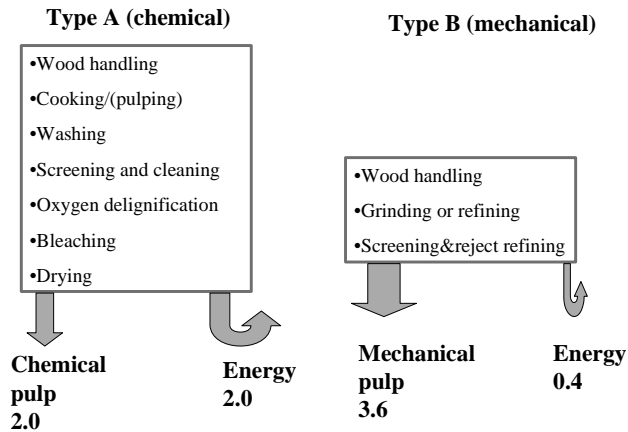 Type A (chemical)
•Wood handling
•Cooking/(pulping)
•Washing
•Screening and cleaning
•Oxygen delignification
•Bleaching
•Drying
Chemical
pulp
2.0
Energy
2.0
Type B (mechanical)
•Wood handling
•Grinding or refining
•Screening&reject refining
Mechanical
pulp
3.6
Energy
0.4